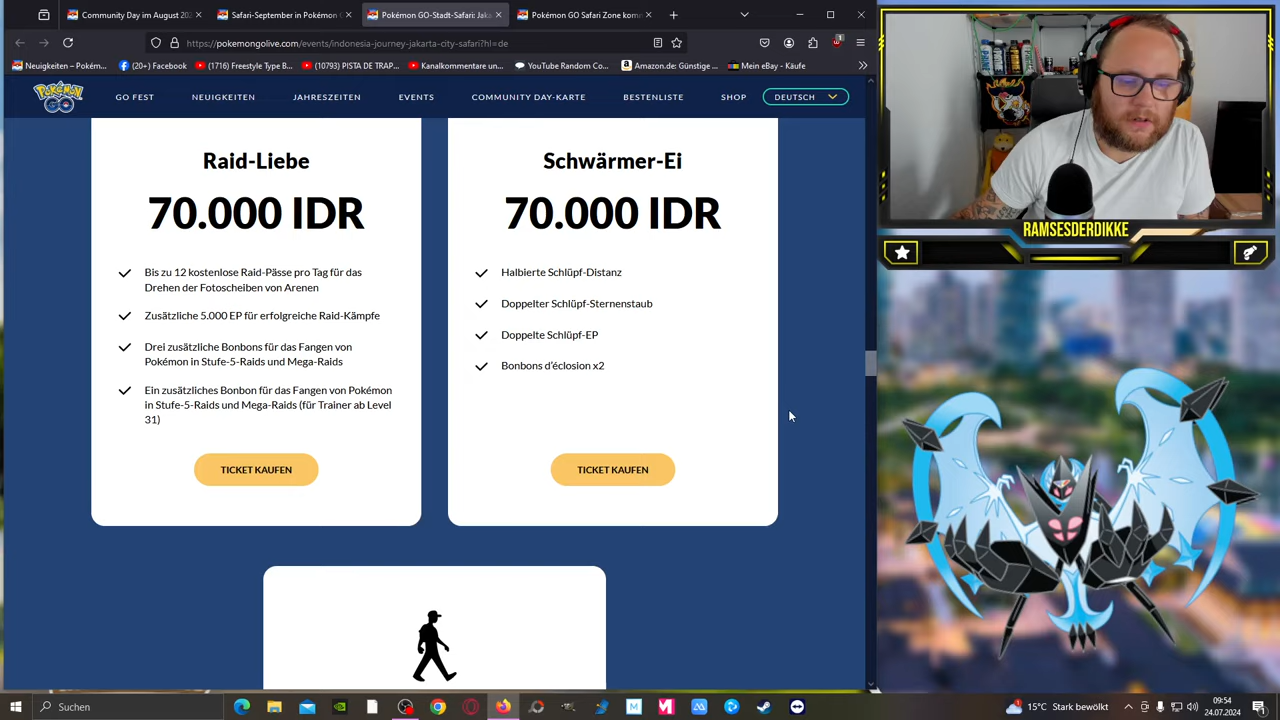 Community Day im August 2
Safari-September in Pokémon G
Pokémon GO-Stadt-Safari: Jaka
Pokémon GO Safari Zone komm
https://pokemongolive.com/events/indonesia-journey-jakarta-city-safari?hl=de
Neuigkeiten – Pokém...
(20+) Facebook
(1716) Freestyle Type B...
(10793) PISTA DE TRAP...
Kanalkommentare un...
YouTube Random Co...
Amazon.de: Günstige ...
Mein eBay - Käufe
Pokémon GO
GO FEST
NEUIGKEITEN
JAHRESZEITEN
EVENTS
COMMUNITY DAY-KARTE
BESTENLISTE
SHOP
DEUTSCH
Raid-Liebe
70.000 IDR
Bis zu 12 kostenlose Raid-Pässe pro Tag für das
Drehen der Fotoscheiben von Arenen
Zusätzliche 5.000 EP für erfolgreiche Raid-Kämpfe
Drei zusätzliche Bonbons für das Fangen von
Pokémon in Stufe-5-Raids und Mega-Raids
Ein zusätzliches Bonbon für das Fangen von Pokémon
in Stufe-5-Raids und Mega-Raids (für Trainer ab Level
31)
TICKET KAUFEN
Schwärmer-Ei
70.000 IDR
Halbierte Schlüpf-Distanz
Doppelter Schlüpf-Sternenstaub
Doppelte Schlüpf-EP
Bonbons d’éclosion x2
TICKET KAUFEN
RAMSESDERDIKKE
Suchen
15°C Stark bewölkt
09:54
24.07.2024